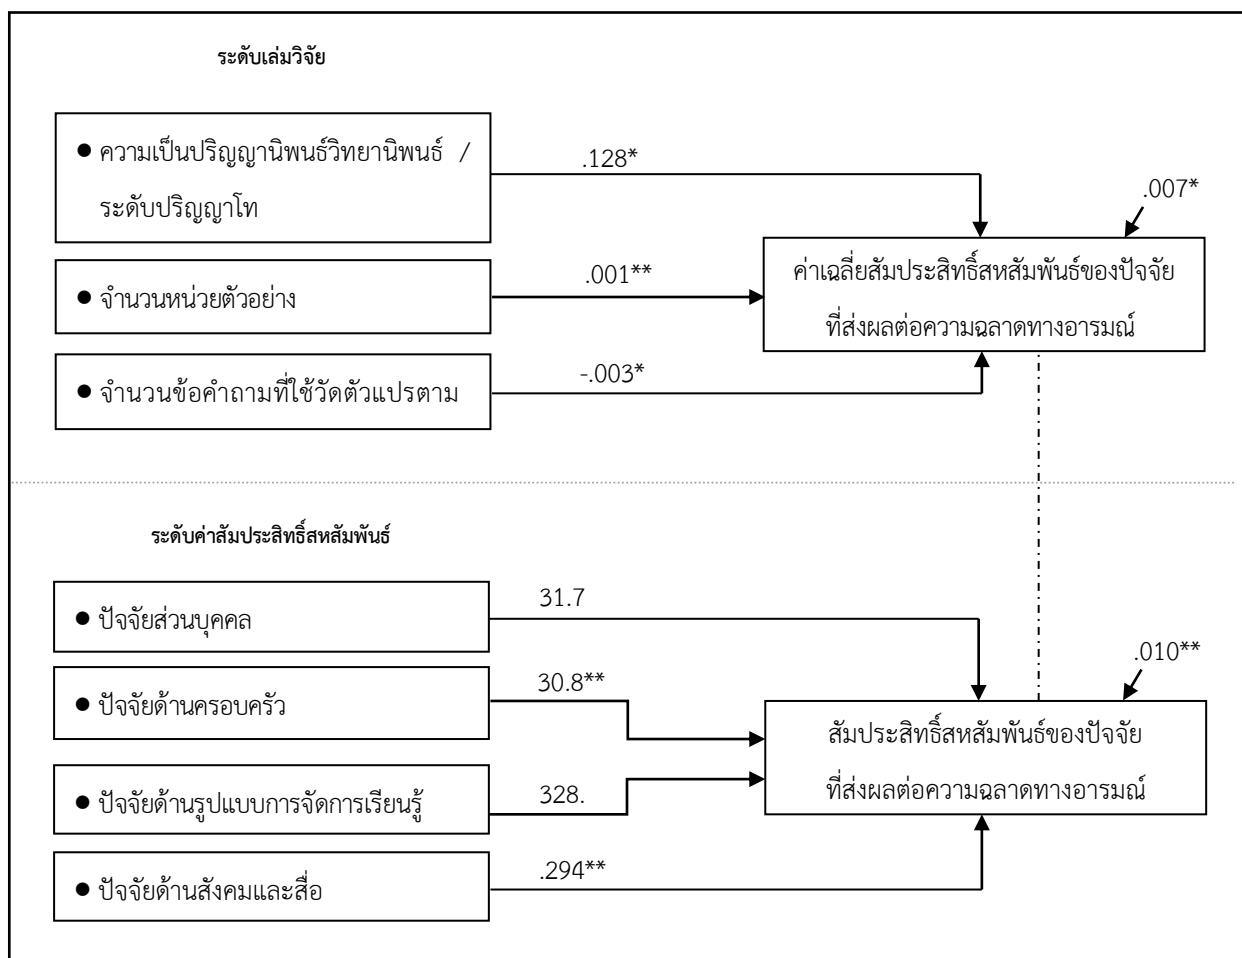 ระดับเล่มวิจัย
● ความเป็นปริญญานิพนธ์วิทยานิพนธ์ /
ระดับปริญญาโท
.128*
.007*
● จำนวนหน่วยตัวอย่าง
.001**
ค่าเฉลี่ยสัมประสิทธิ์สหสัมพันธ์ของปัจจัย
ที่ส่งผลต่อความฉลาดทางอารมณ์
● จำนวนข้อคำถามที่ใช้วัดตัวแปรตาม
-.003*
ระดับค่าสัมประสิทธิ์สหสัมพันธ์
● ปัจจัยส่วนบุคคล
31.7
.010**
● ปัจจัยด้านครอบครัว
30.8**
สัมประสิทธิ์สหสัมพันธ์ของปัจจัย
ที่ส่งผลต่อความฉลาดทางอารมณ์
● ปัจจัยด้านรูปแบบการจัดการเรียนรู้
328.
● ปัจจัยด้านสังคมและสื่อ
.294**